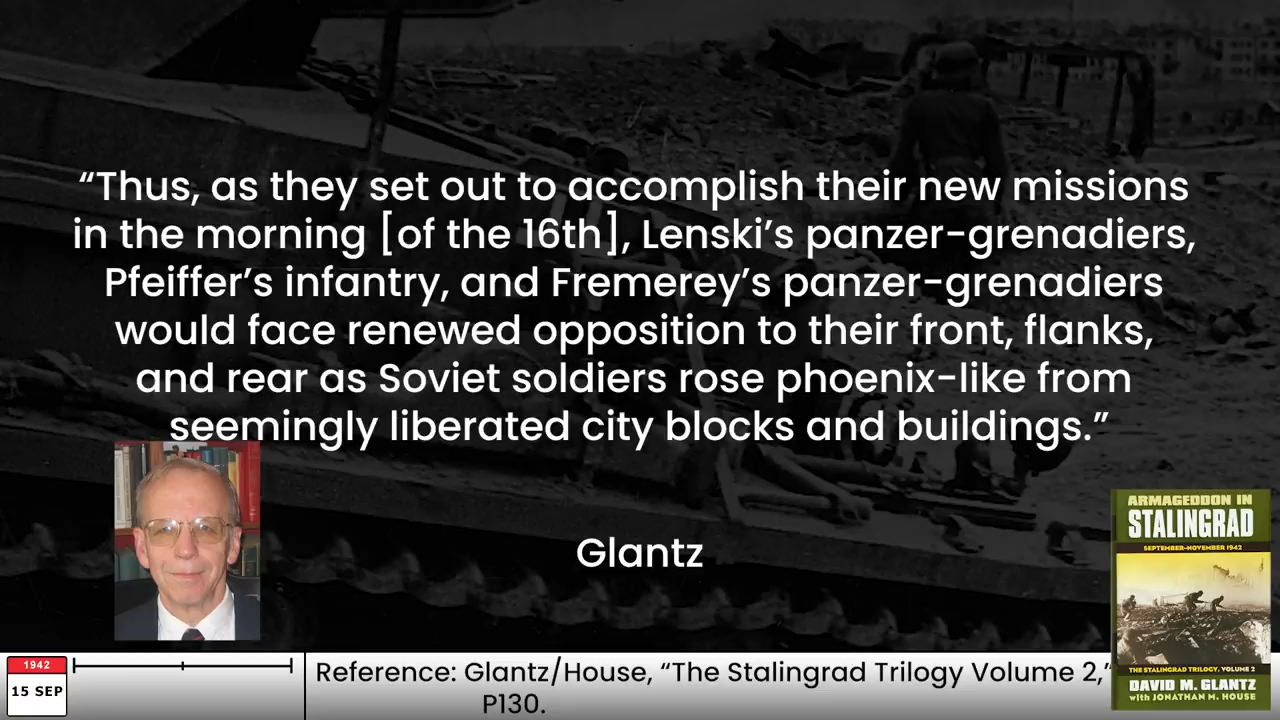 “Thus, as they set out to accomplish their new missions
in the morning [of the 16th], Lenski’s panzer-grenadiers,
Pfeiffer’s infantry, and Fremerey’s panzer-grenadiers
would face renewed opposition to their front, flanks,
and rear as Soviet soldiers rose phoenix-like from
seemingly liberated city blocks and buildings.”
Glantz
ARMAGEDDON IN
STALINGRAD
SEPTEMBER–NOVEMBER 1942
THE STALINGRAD TRILOGY, VOLUME 2
DAVID M. GLANTZ
with JONATHAN M. HOUSE
1942
15 SEP
Reference: Glantz/House, “The Stalingrad Trilogy Volume 2,”
P130.